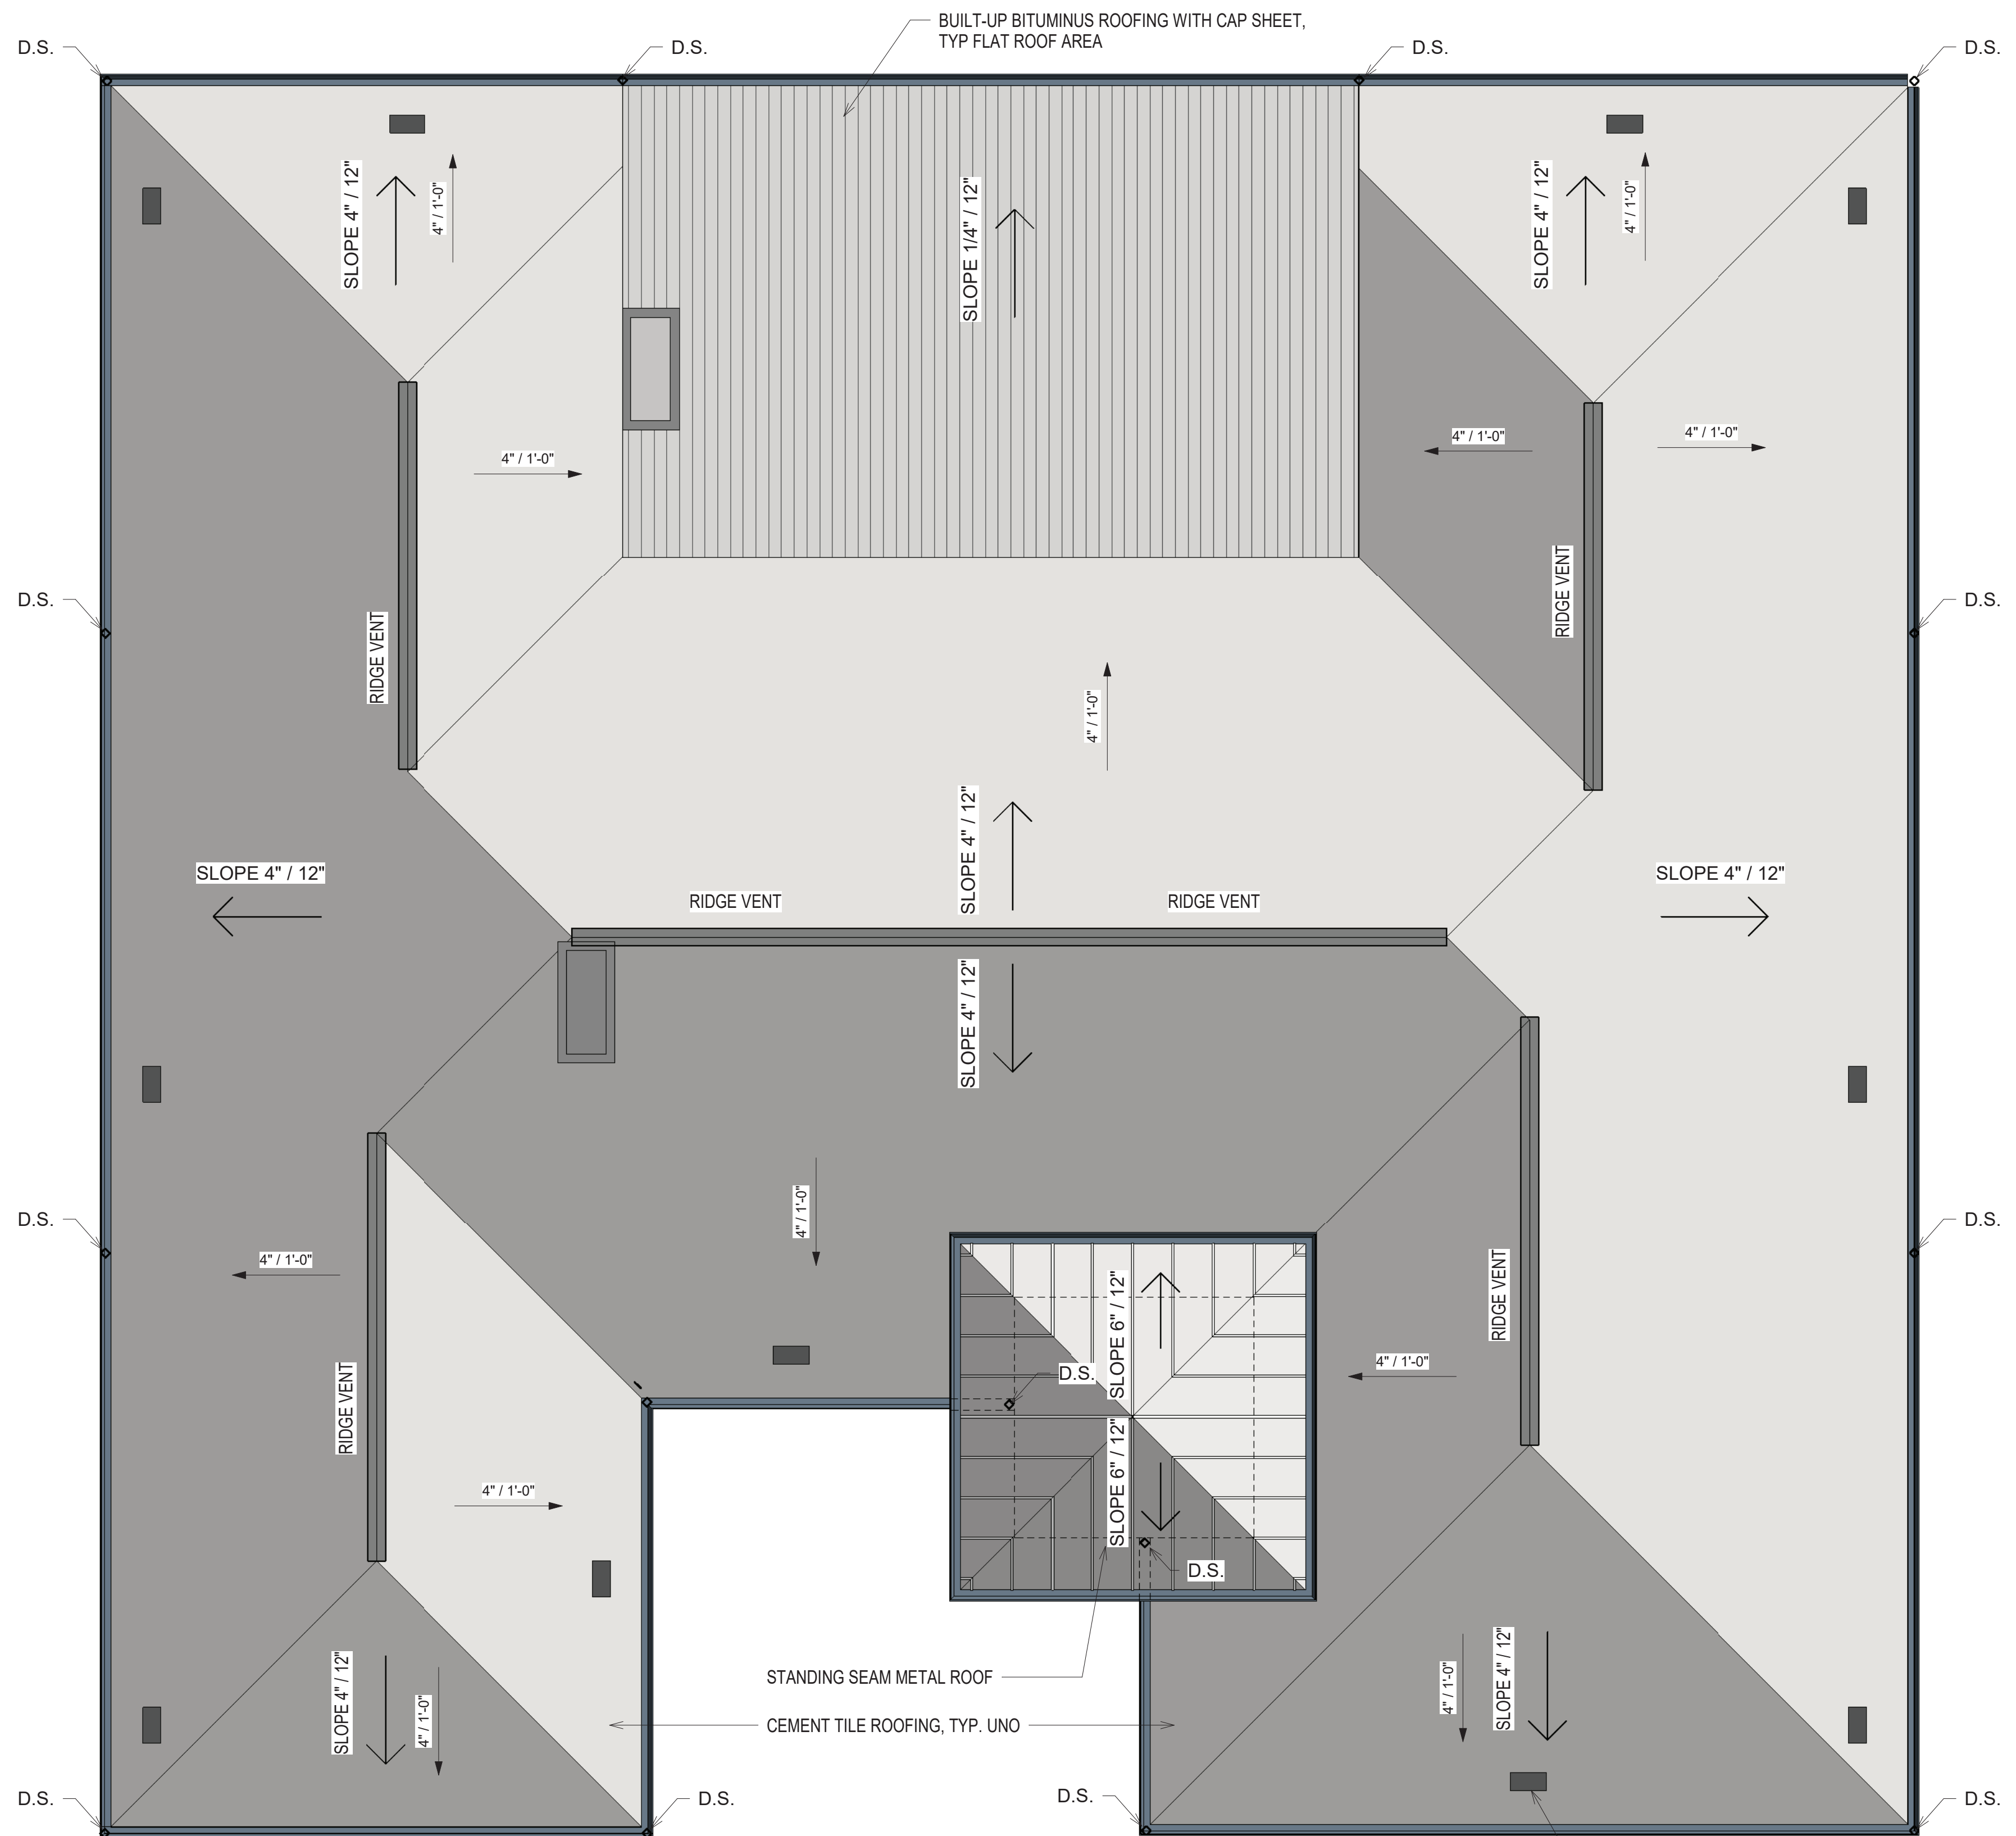 BUILT-UP BITUMINUS ROOFING WITH CAP SHEET,
TYP FLAT ROOF AREA
D.S.
D.S.
D.S.
D.S.
SLOPE 4" / 12"
4" / 1'-0"
SLOPE 1/4" / 12"
SLOPE 4" / 12"
4" / 1'-0"
4" / 1'-0"
4" / 1'-0"
4" / 1'-0"
D.S.
RIDGE VENT
RIDGE VENT
D.S.
4" / 1'-0"
SLOPE 4" / 12"
SLOPE 4" / 12"
SLOPE 4" / 12"
RIDGE VENT
RIDGE VENT
SLOPE 4" / 12"
D.S.
4" / 1'-0"
4" / 1'-0"
D.S.
RIDGE VENT
SLOPE 6" / 12"
D.S.
4" / 1'-0"
RIDGE VENT
4" / 1'-0"
SLOPE 6" / 12"
D.S.
STANDING SEAM METAL ROOF
SLOPE 4" / 12"
4" / 1'-0"
CEMENT TILE ROOFING, TYP. UNO
4" / 1'-0"
SLOPE 4" / 12"
D.S.
D.S.
D.S.
D.S.